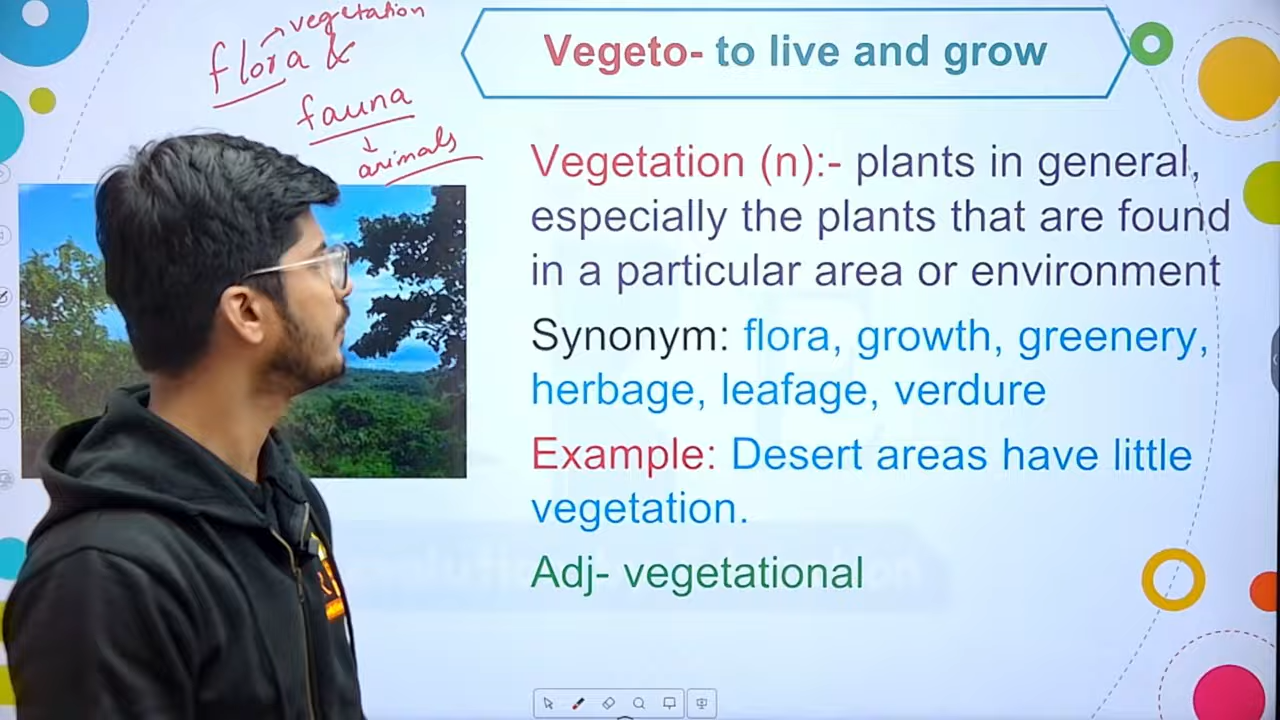 vegetation
flora &
fauna
↓
animals
Vegeto- to live and grow
Vegetation (n):- plants in general,
especially the plants that are found
in a particular area or environment
Synonym: flora, growth, greenery,
herbage, leafage, verdure
Example: Desert areas have little
vegetation.
Adj- vegetational